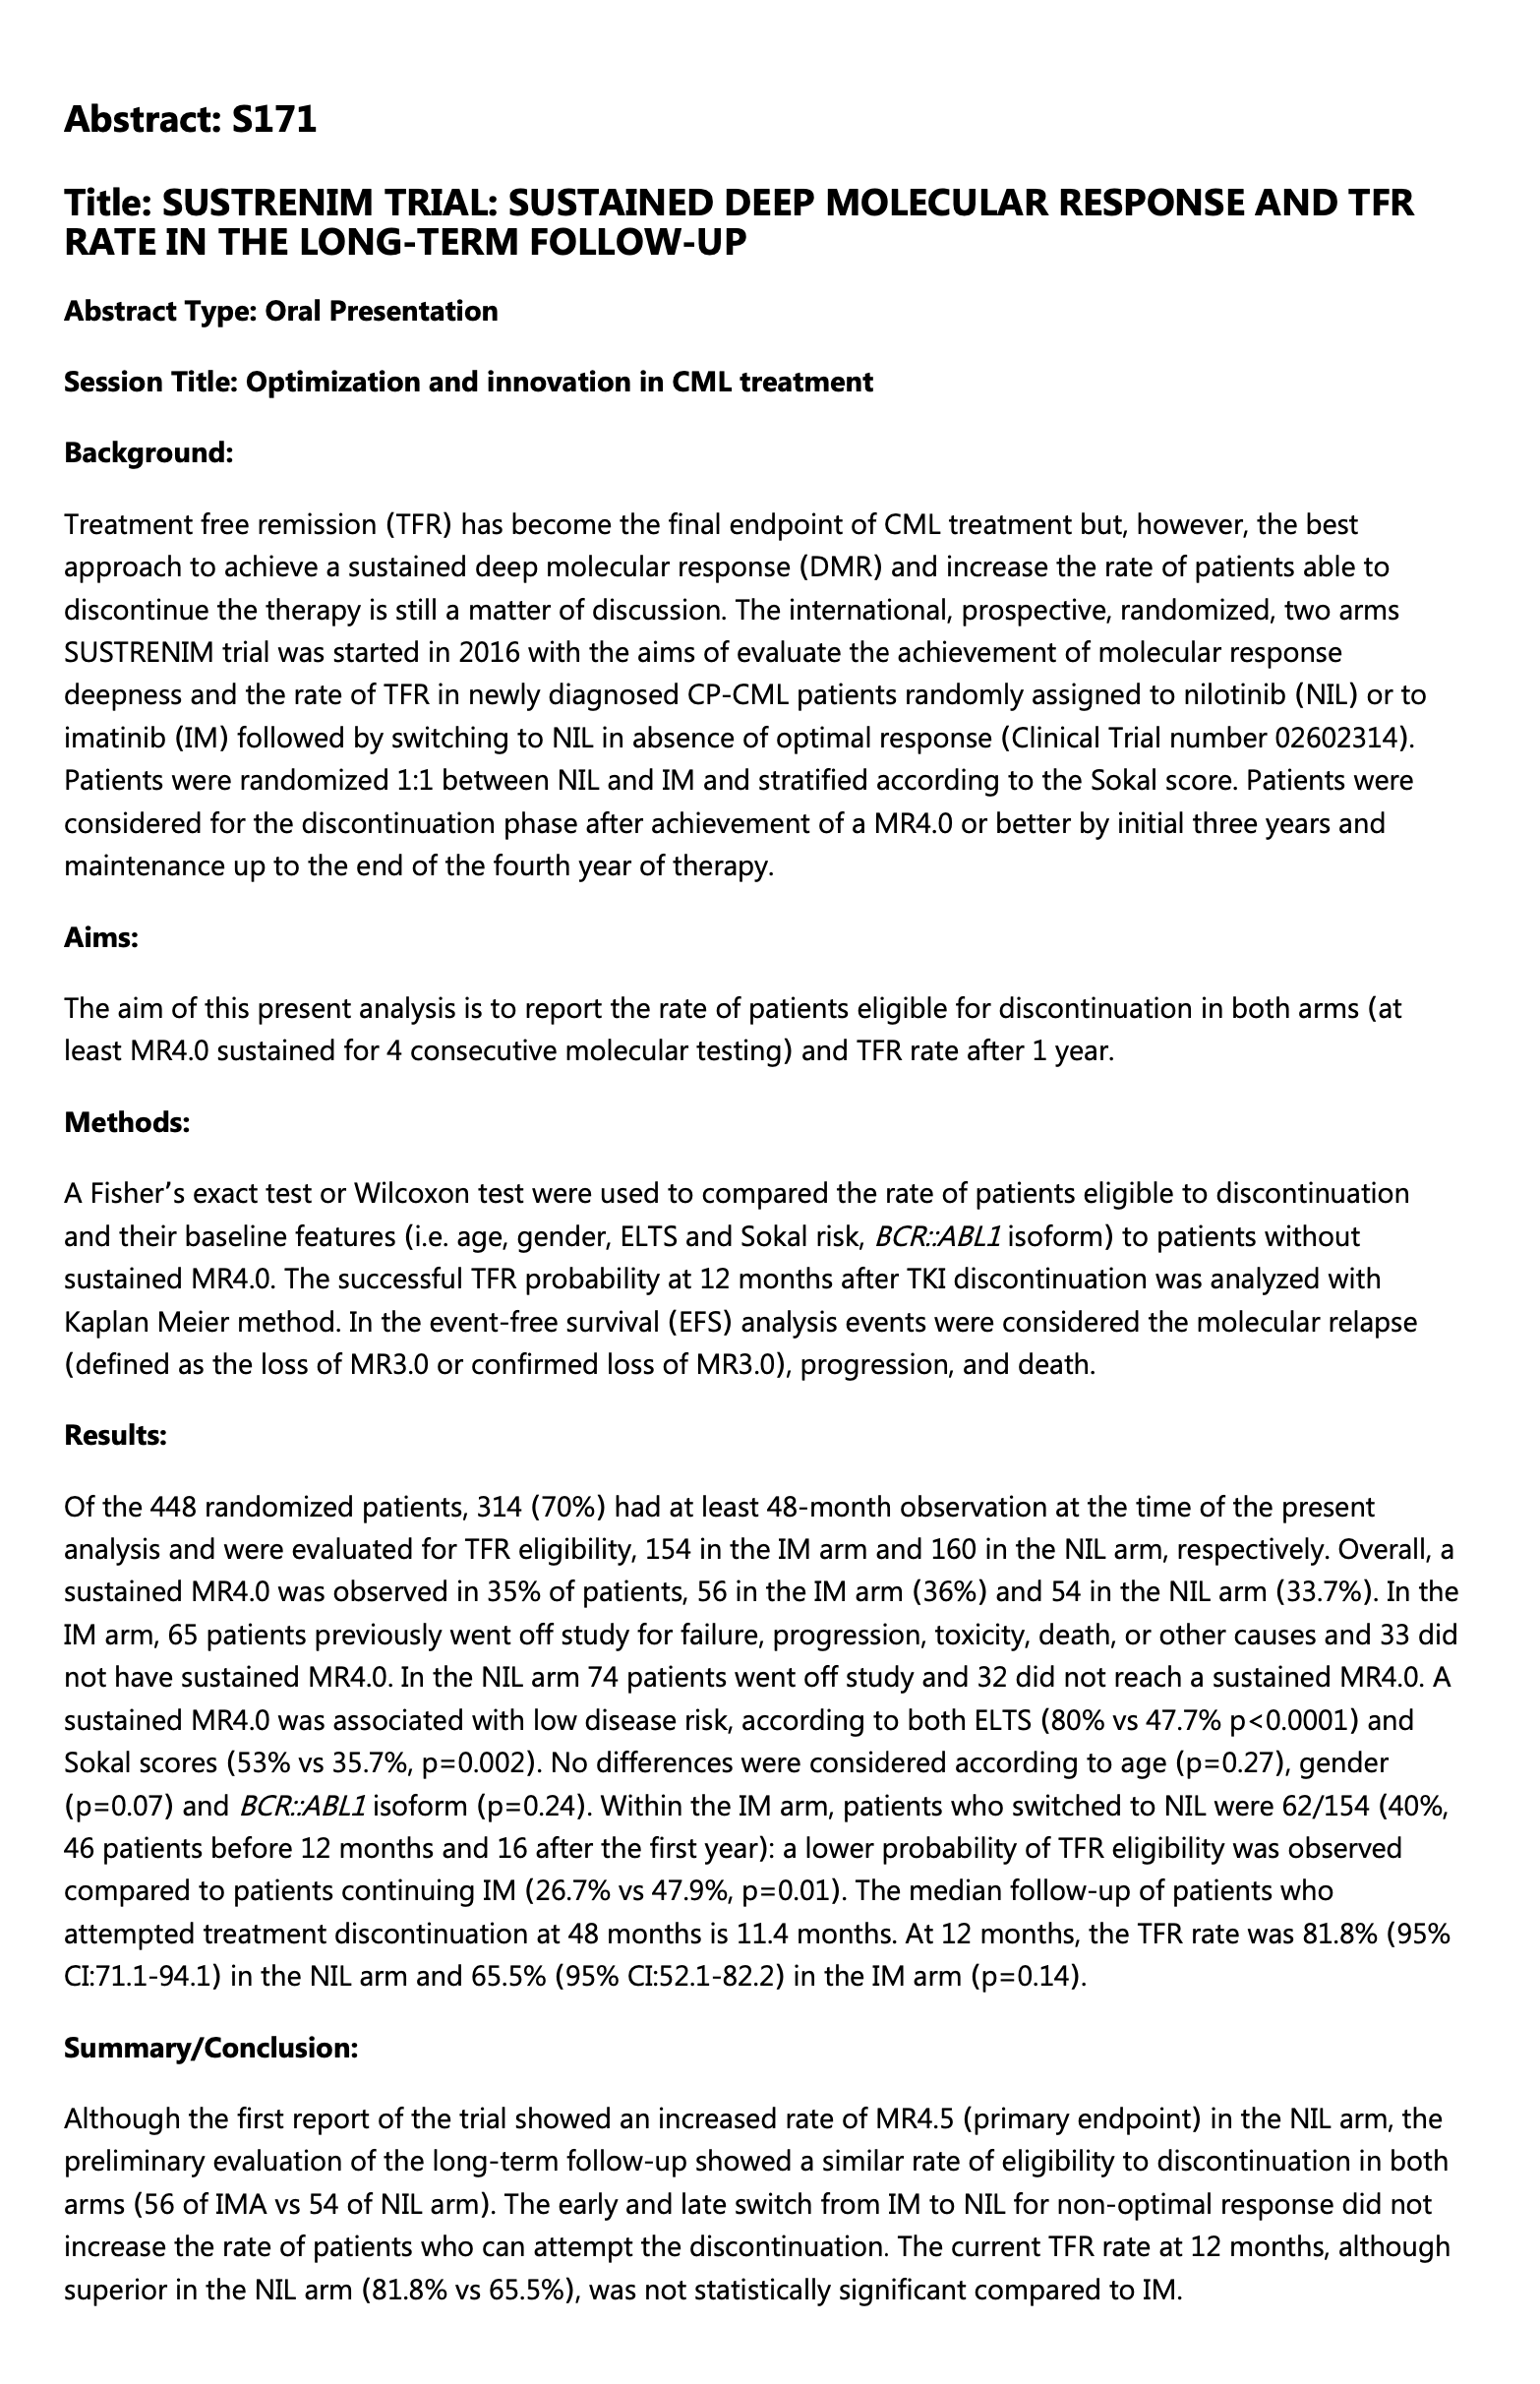 Abstract: S171
Title: SUSTRENIM TRIAL: SUSTAINED DEEP MOLECULAR RESPONSE AND TFR
RATE IN THE LONG-TERM FOLLOW-UP
Abstract Type: Oral Presentation
Session Title: Optimization and innovation in CML treatment
Background:
Treatment free remission (TFR) has become the final endpoint of CML treatment but, however, the best
approach to achieve a sustained deep molecular response (DMR) and increase the rate of patients able to
discontinue the therapy is still a matter of discussion. The international, prospective, randomized, two arms
SUSTRENIM trial was started in 2016 with the aims of evaluate the achievement of molecular response
deepness and the rate of TFR in newly diagnosed CP-CML patients randomly assigned to nilotinib (NIL) or to
imatinib (IM) followed by switching to NIL in absence of optimal response (Clinical Trial number 02602314).
Patients were randomized 1:1 between NIL and IM and stratified according to the Sokal score. Patients were
considered for the discontinuation phase after achievement of a MR4.0 or better by initial three years and
maintenance up to the end of the fourth year of therapy.
Aims:
The aim of this present analysis is to report the rate of patients eligible for discontinuation in both arms (at
least MR4.0 sustained for 4 consecutive molecular testing) and TFR rate after 1 year.
Methods:
A Fisher’s exact test or Wilcoxon test were used to compared the rate of patients eligible to discontinuation
and their baseline features (i.e. age, gender, ELTS and Sokal risk, BCR::ABL1 isoform) to patients without
sustained MR4.0. The successful TFR probability at 12 months after TKI discontinuation was analyzed with
Kaplan Meier method. In the event-free survival (EFS) analysis events were considered the molecular relapse
(defined as the loss of MR3.0 or confirmed loss of MR3.0), progression, and death.
Results:
Of the 448 randomized patients, 314 (70%) had at least 48-month observation at the time of the present
analysis and were evaluated for TFR eligibility, 154 in the IM arm and 160 in the NIL arm, respectively. Overall, a
sustained MR4.0 was observed in 35% of patients, 56 in the IM arm (36%) and 54 in the NIL arm (33.7%). In the
IM arm, 65 patients previously went off study for failure, progression, toxicity, death, or other causes and 33 did
not have sustained MR4.0. In the NIL arm 74 patients went off study and 32 did not reach a sustained MR4.0. A
sustained MR4.0 was associated with low disease risk, according to both ELTS (80% vs 47.7% p<0.0001) and
Sokal scores (53% vs 35.7%, p=0.002). No differences were considered according to age (p=0.27), gender
(p=0.07) and BCR::ABL1 isoform (p=0.24). Within the IM arm, patients who switched to NIL were 62/154 (40%,
46 patients before 12 months and 16 after the first year): a lower probability of TFR eligibility was observed
compared to patients continuing IM (26.7% vs 47.9%, p=0.01). The median follow-up of patients who
attempted treatment discontinuation at 48 months is 11.4 months. At 12 months, the TFR rate was 81.8% (95%
CI:71.1-94.1) in the NIL arm and 65.5% (95% CI:52.1-82.2) in the IM arm (p=0.14).
Summary/Conclusion:
Although the first report of the trial showed an increased rate of MR4.5 (primary endpoint) in the NIL arm, the
preliminary evaluation of the long-term follow-up showed a similar rate of eligibility to discontinuation in both
arms (56 of IMA vs 54 of NIL arm). The early and late switch from IM to NIL for non-optimal response did not
increase the rate of patients who can attempt the discontinuation. The current TFR rate at 12 months, although
superior in the NIL arm (81.8% vs 65.5%), was not statistically significant compared to IM.